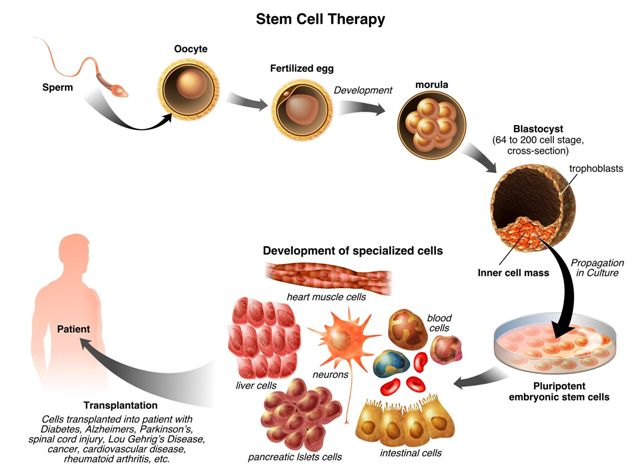 Stem Cell Therapy
Sperm
Oocyte
Fertilized egg
Development
morula
Blastocyst
(64 to 200 cell stage,
cross-section)
trophoblasts
Inner cell mass
Propagation
in Culture
Pluripotent
embryonic stem cells
Development of specialized cells
heart muscle cells
blood
cells
neurons
liver cells
pancreatic Islets cells
intestinal cells
Patient
Transplantation
Cells transplanted into patient with
Diabetes, Alzheimers, Parkinson's,
spinal cord injury, Lou Gehrig's Disease,
cancer, cardiovascular disease,
rheumatoid arthritis, etc.